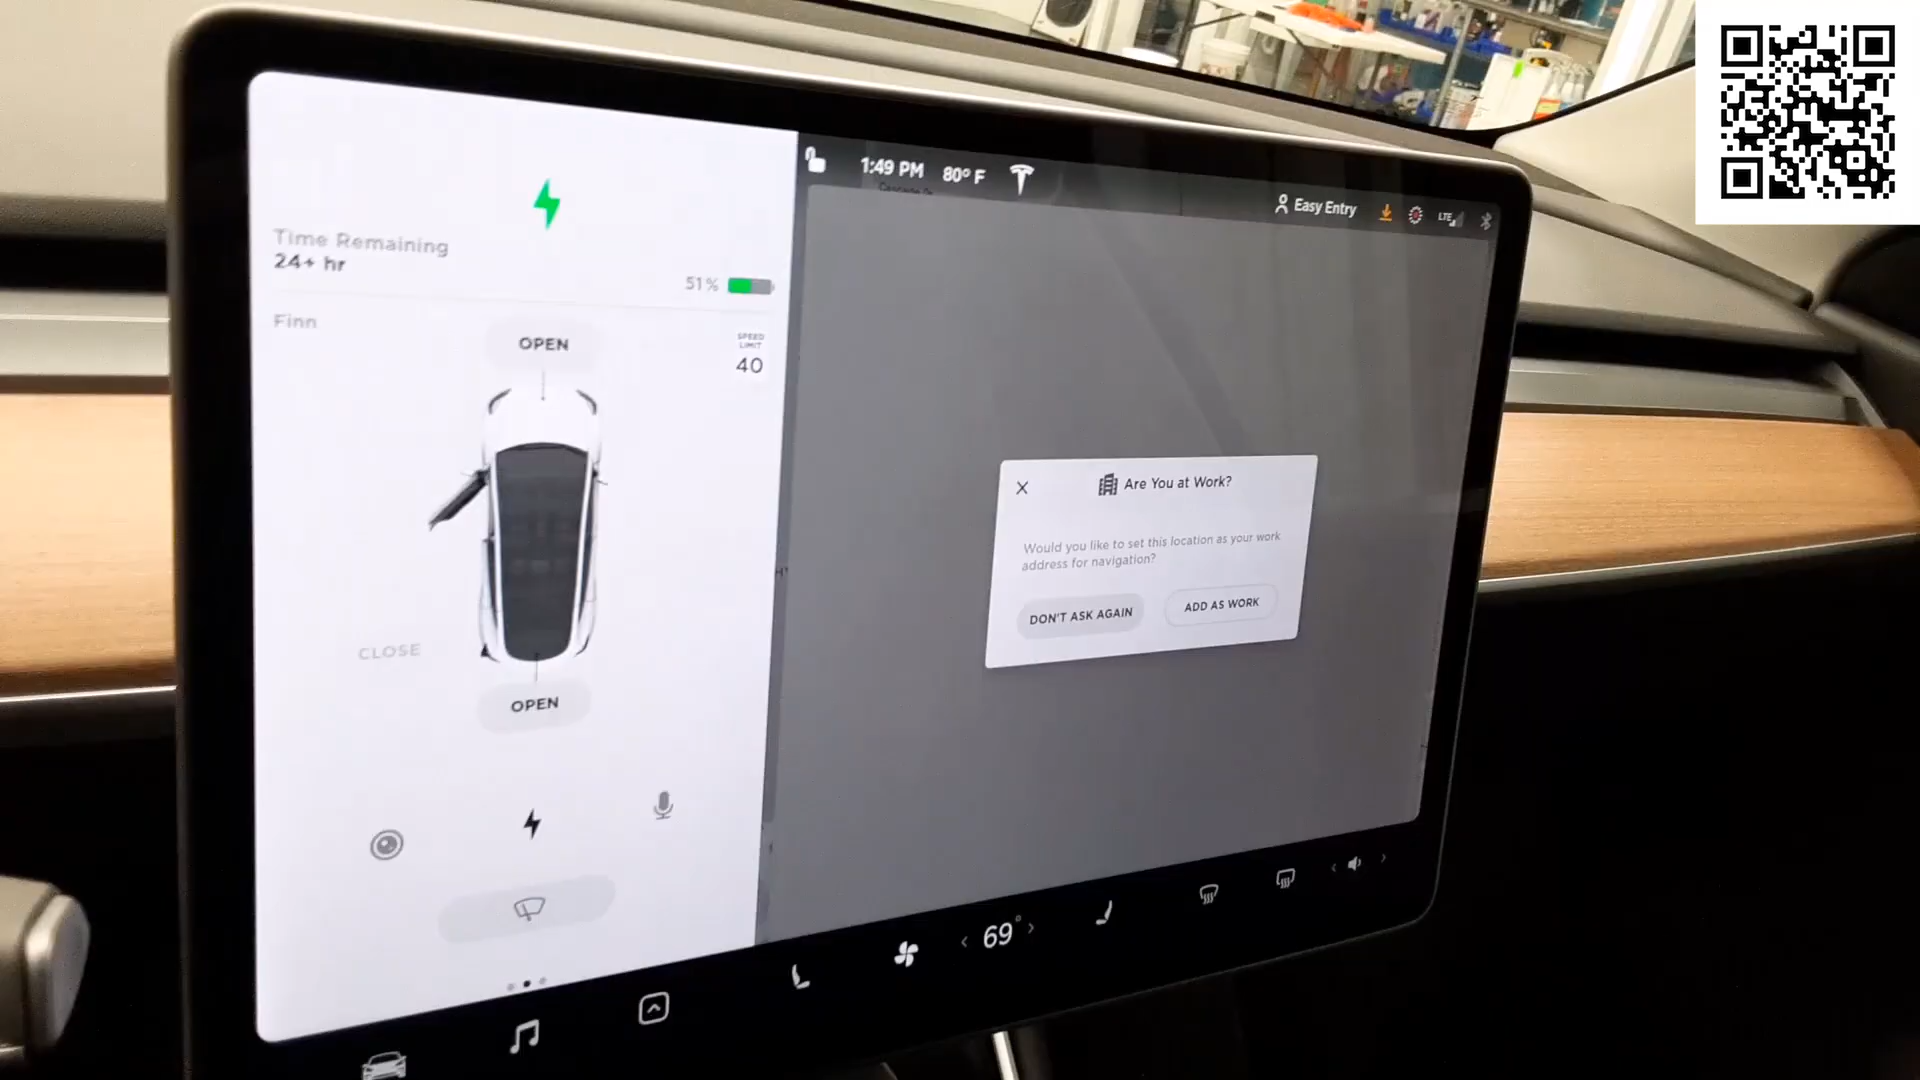 1:49 PM
80° F
Easy Entry
LTE
Time Remaining
24+ hr
51%
Finn
OPEN
SPEED
LIMIT
40
CLOSE
OPEN
Are You at Work?
Would you like to set this location as your work
address for navigation?
DON'T ASK AGAIN
ADD AS WORK
69°